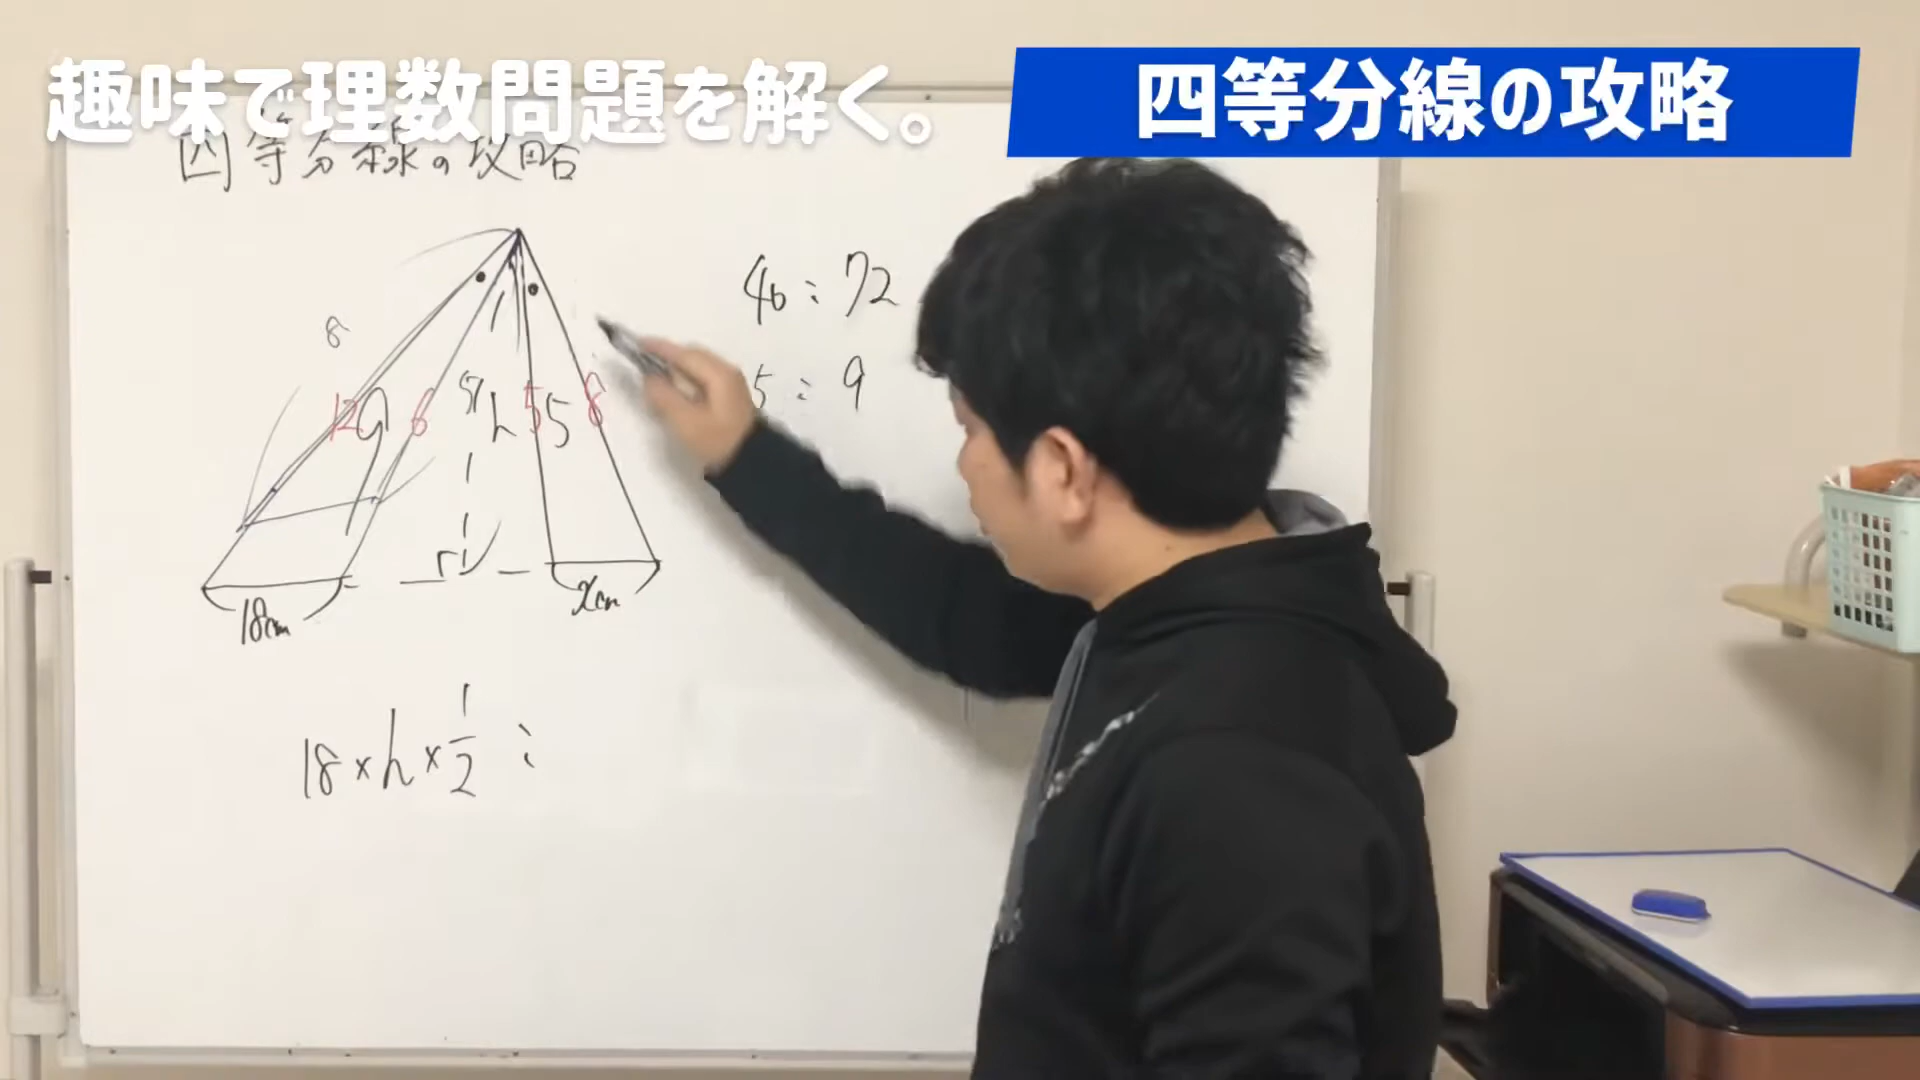 趣味で理数問題を解く。
四等分線の攻略
四等分線の攻略
40:72
5:9
8
12 9 6 h 5 5 8
18cm
xcm
18×h×1/2 :